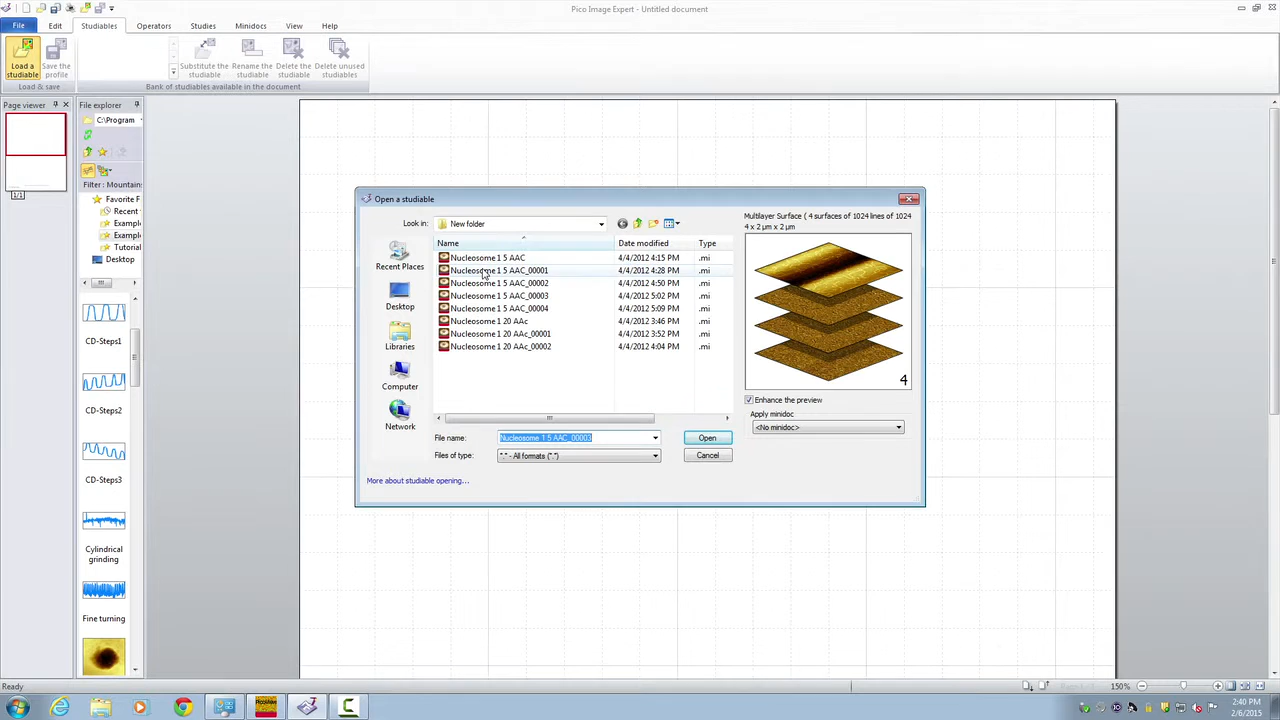 Pico Image Expert - Untitled document
File Edit Studiables Operators Studies Minidocs View Help
Load a studiable
Save the profile
Substitute the studiable
Rename the studiable
Delete the studiable
Delete unused studiables
Load & save
Bank of studiables available in the document
Page viewer
File explorer
C:\Program
Filter : Mountains
Favorite F
Recent
Example
Example
Tutorial
Desktop
1/1
CD-Steps1
CD-Steps2
CD-Steps3
Cylindrical grinding
Fine turning
Open a studiable
Look in: New folder
Recent Places
Desktop
Libraries
Computer
Network
Name Date modified Type
Nucleosome 1 5 AAC 4/4/2012 4:15 PM .mi
Nucleosome 1 5 AAC_00001 4/4/2012 4:28 PM .mi
Nucleosome 1 5 AAC_00002 4/4/2012 4:50 PM .mi
Nucleosome 1 5 AAC_00003 4/4/2012 5:02 PM .mi
Nucleosome 1 5 AAC_00004 4/4/2012 5:09 PM .mi
Nucleosome 1 20 AAc 4/4/2012 3:46 PM .mi
Nucleosome 1 20 AAc_00001 4/4/2012 3:52 PM .mi
Nucleosome 1 20 AAc_00002 4/4/2012 4:04 PM .mi
File name: Nucleosome 1 5 AAC_00003
Open
Files of type: *.* - All formats (*.*)
Cancel
More about studiable opening...
Multilayer Surface ( 4 surfaces of 1024 lines of 1024
4 x 2 µm x 2 µm
4
Enhance the preview
Apply minidoc
<No minidoc>
Ready
150%
2:40 PM
2/6/2015